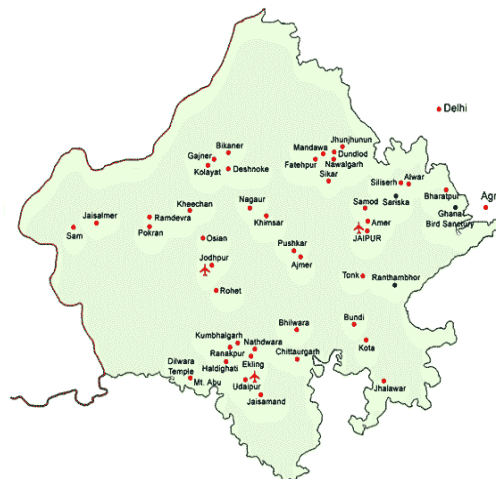 Delhi
Jhunjhunun
Bikaner
Mandawa
Dundlod
Gajner
Kolayat
Deshnoke
Fatehpur
Nawalgarh
Sikar
Siliserh
Alwar
Sariska
Bharatpur
Agr
Ghana
Bird Sanctury
Kheechan
Nagaur
Samod
Jaisalmer
Ramdevra
Khimsar
Amer
Sam
Pokran
JAIPUR
Osian
Pushkar
Ajmer
Jodhpur
Tonk
Ranthambhor
Rohet
Bhilwara
Bundi
Kumbhalgarh
Nathdwara
Kota
Ranakpur
Dilwara
Temple
Haldighati
Ekling
Chittaurgarh
Mt. Abu
Udaipur
Jhalawar
Jaisamand